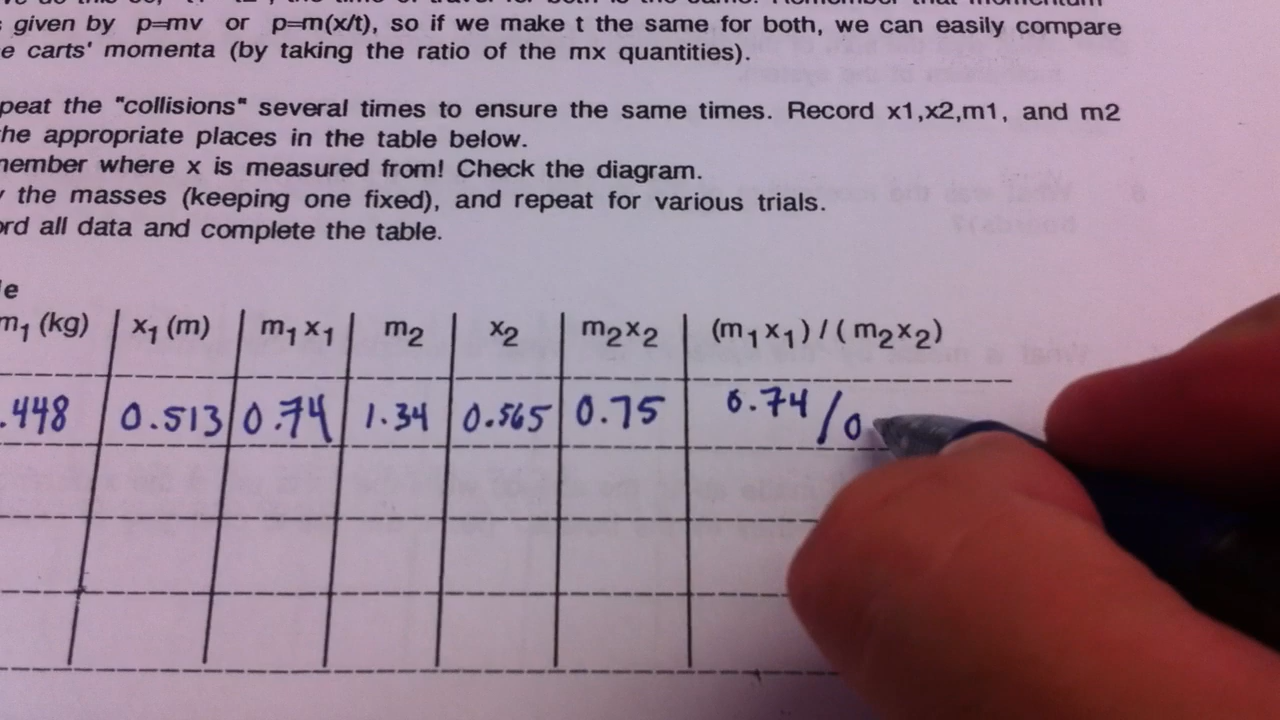 given by p=mv or p=m(x/t), so if we make t the same for both, we can easily compare
carts' momenta (by taking the ratio of the mx quantities).
peat the "collisions" several times to ensure the same times. Record x1,x2,m1, and m2
he appropriate places in the table below.
member where x is measured from! Check the diagram.
the masses (keeping one fixed), and repeat for various trials.
ord all data and complete the table.
le
m₁ (kg) x₁ (m) m₁x₁ m₂ x₂ m₂x₂ (m₁x₁)/(m₂x₂)
.448 0.513 0.74 1.34 0.565 0.75 0.74/0